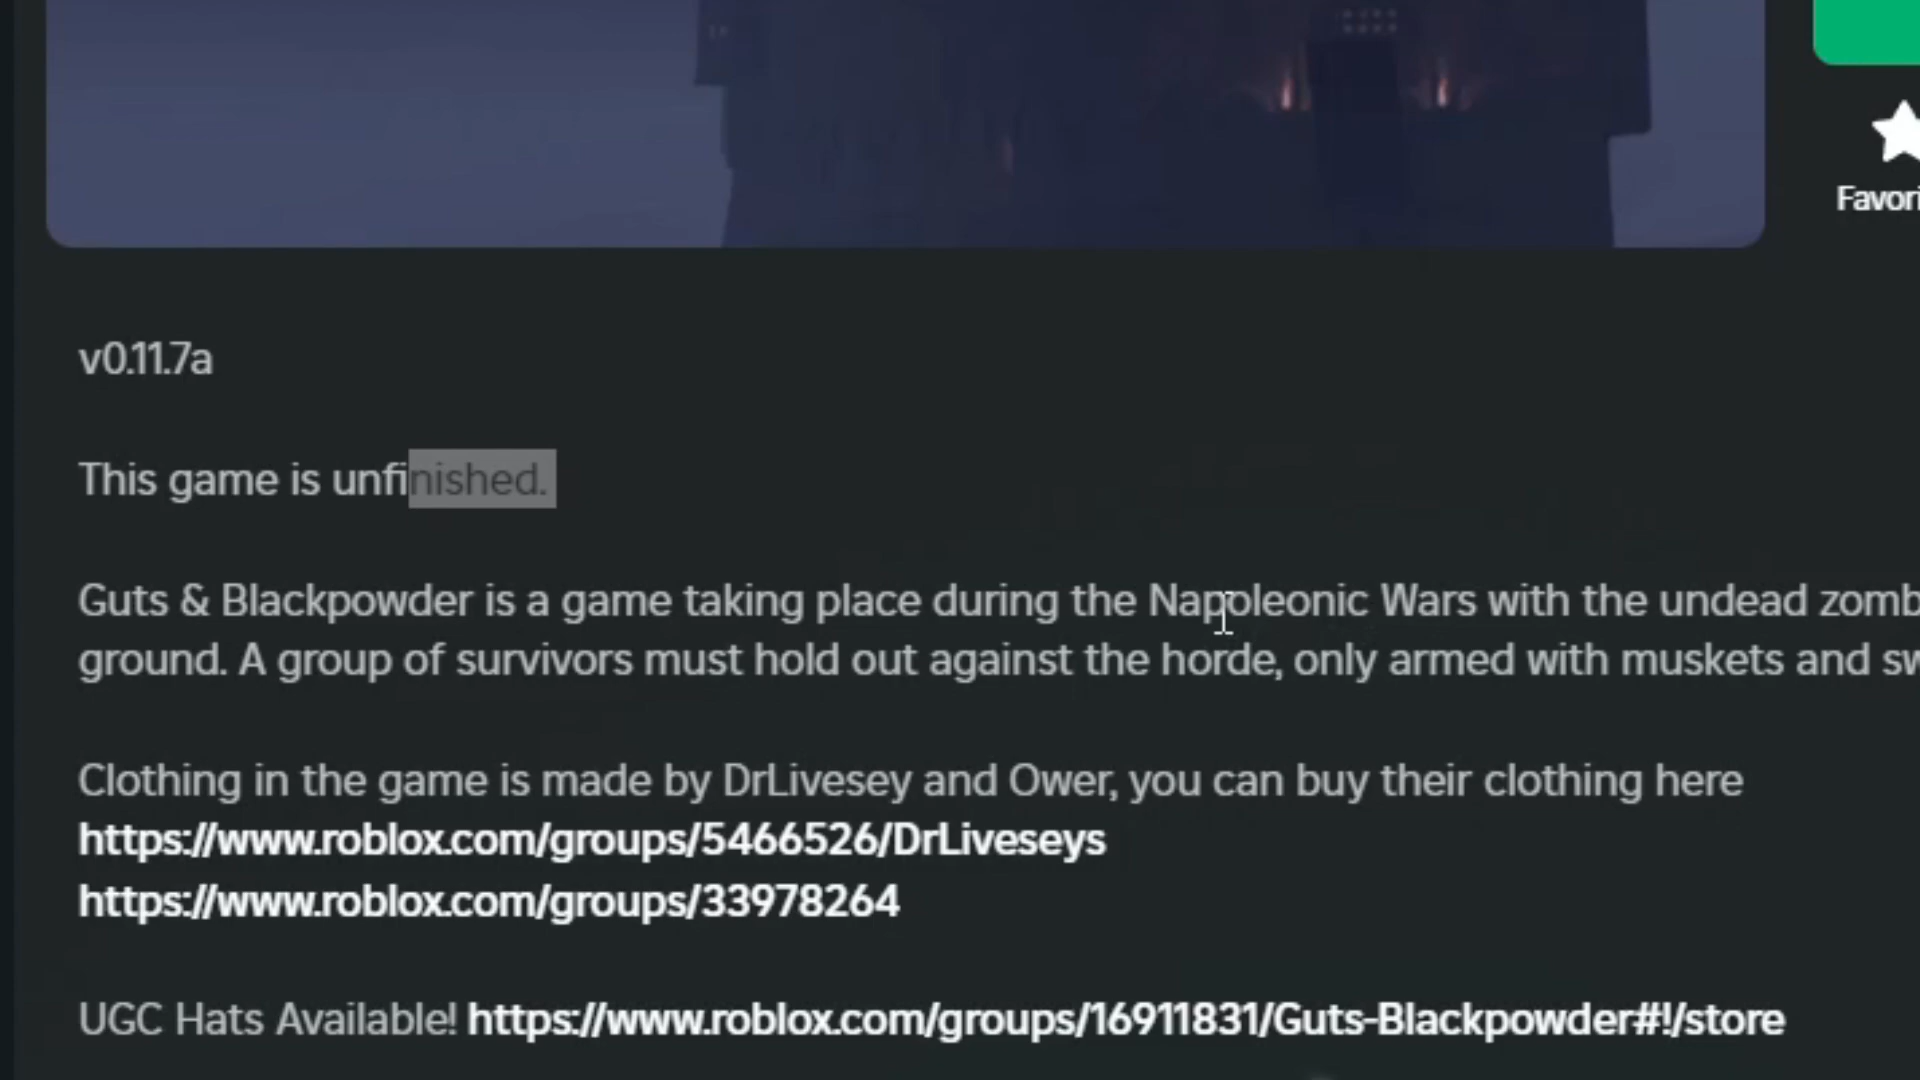 Favori
v0.11.7a
This game is unfinished.
Guts & Blackpowder is a game taking place during the Napoleonic Wars with the undead zomb
ground. A group of survivors must hold out against the horde, only armed with muskets and sw
Clothing in the game is made by DrLivesey and Ower, you can buy their clothing here
https://www.roblox.com/groups/5466526/DrLiveseys
https://www.roblox.com/groups/33978264
UGC Hats Available! https://www.roblox.com/groups/16911831/Guts-Blackpowder#!/store